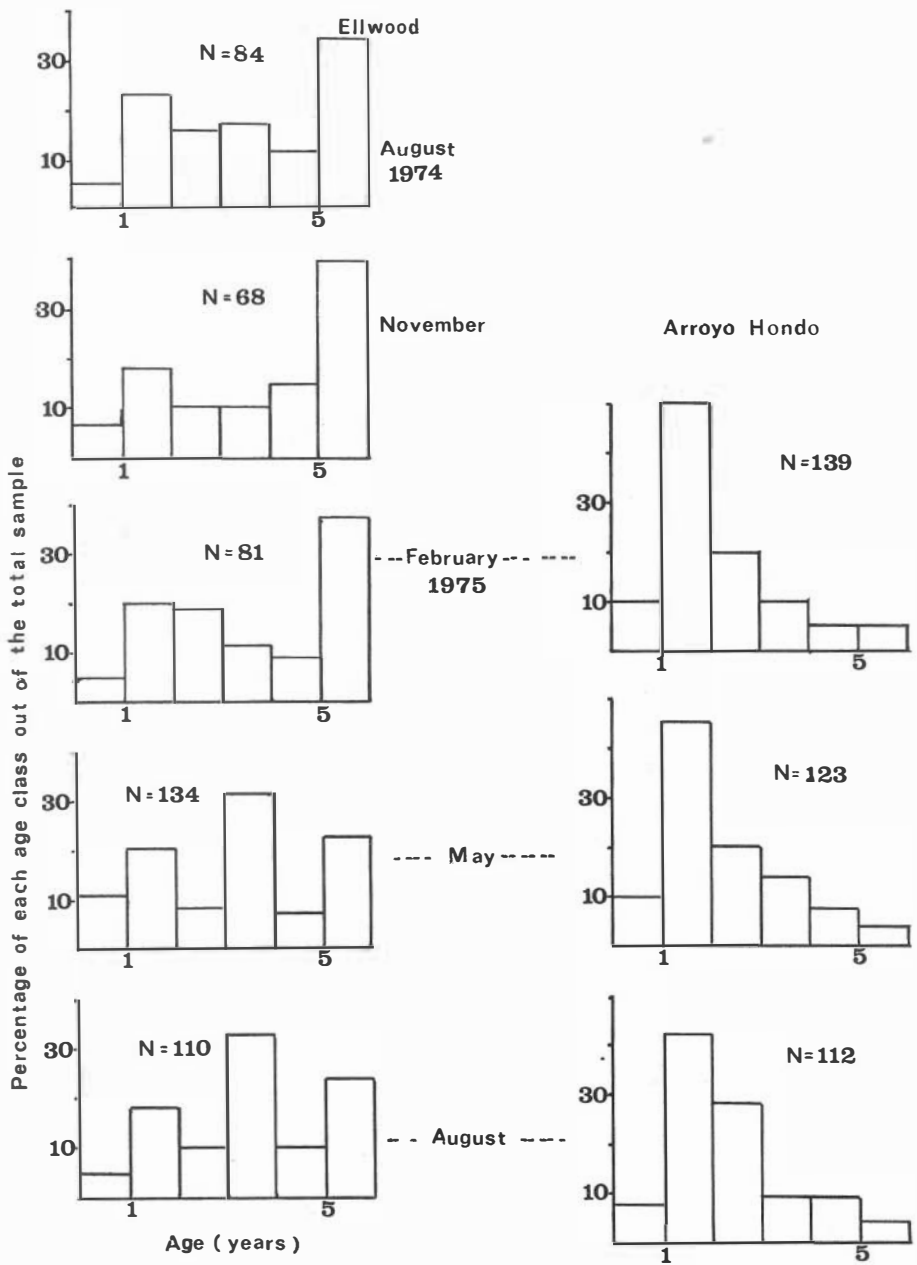 Percentage of each age class out of the total sample
Ellwood
N=84
30
10
1
5
August
1974
N=68
30
10
1
5
November
Arroyo Hondo
N=81
30
10
1
5
---February--- ----
1975
N=139
30
10
1
5
N=134
30
10
1
5
---- May ------
N=123
30
10
1
5
N=110
30
10
1
5
-- August ----
N=112
30
10
1
5
Age ( years )